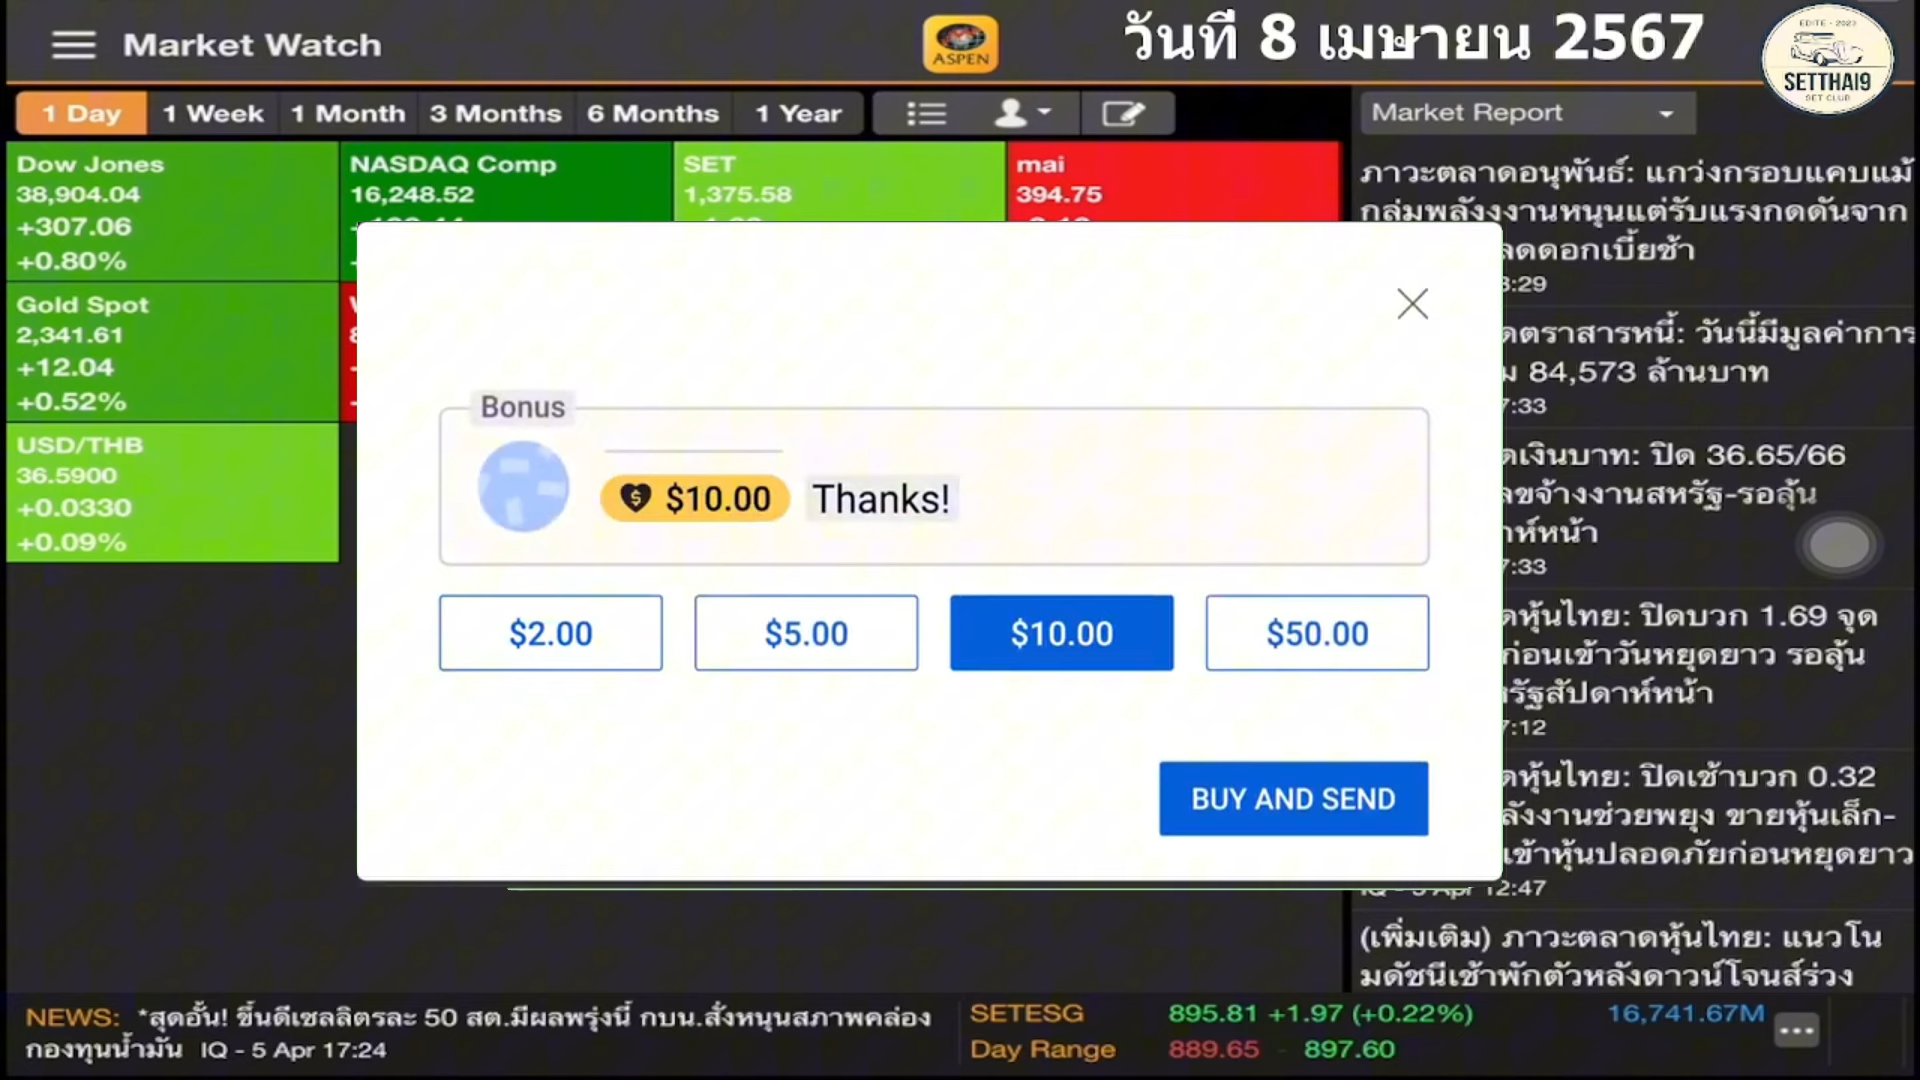 Market Watch
ASPEN
วันที่ 8 เมษายน 2567
EDITE - 2023
SETTHAI9
SET CLUB
1 Day
1 Week
1 Month
3 Months
6 Months
1 Year
Market Report
Dow Jones
38,904.04
+307.06
+0.80%
NASDAQ Comp
16,248.52
SET
1,375.58
mai
394.75
Gold Spot
2,341.61
+12.04
+0.52%
USD/THB
36.5900
+0.0330
+0.09%
Bonus
$10.00
Thanks!
$2.00
$5.00
$10.00
$50.00
BUY AND SEND
ภาวะตลาดอนุพันธ์: แกว่งกรอบแคบแม้
กลุ่มพลังงงานหนุนแต่รับแรงกดดันจาก
ลดดอกเบี้ยช้า
:29
ตราสารหนี้: วันนี้มีมูลค่าการ
84,573 ล้านบาท
:33
เงินบาท: ปิด 36.65/66
เลขจ้างงานสหรัฐ-รอลุ้น
:33
หุ้นไทย: ปิดบวก 1.69 จุด
ก่อนเข้าวันหยุดยาว รอลุ้น
สัปดาห์หน้า
:12
หุ้นไทย: ปิดเช้าบวก 0.32
ช่วยพยุง ขายหุ้นเล็ก-
เข้าหุ้นปลอดภัยก่อนหยุดยาว
IQ - 5 Apr 12:47
(เพิ่มเติม) ภาวะตลาดหุ้นไทย: แนวโน
มดัชนีเช้าพักตัวหลังดาวน์โจนส์ร่วง
NEWS: *สุดอั้น! ขึ้นดีเซลลิตรละ 50 สต.มีผลพรุ่งนี้ กบน.สั่งหนุนสภาพคล่อง
กองทุนน้ำมัน IQ - 5 Apr 17:24
SETESG 895.81 +1.97 (+0.22%) 16,741.67M
Day Range 889.65 - 897.60